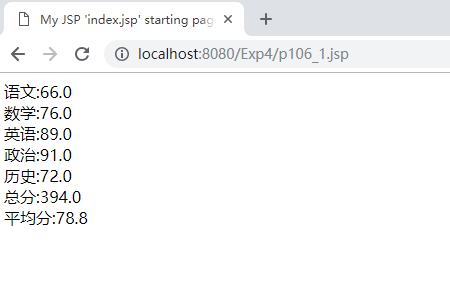 My JSP 'index.jsp' starting pag
localhost:8080/Exp4/p106_1.jsp
语文:66.0
数学:76.0
英语:89.0
政治:91.0
历史:72.0
总分:394.0
平均分:78.8